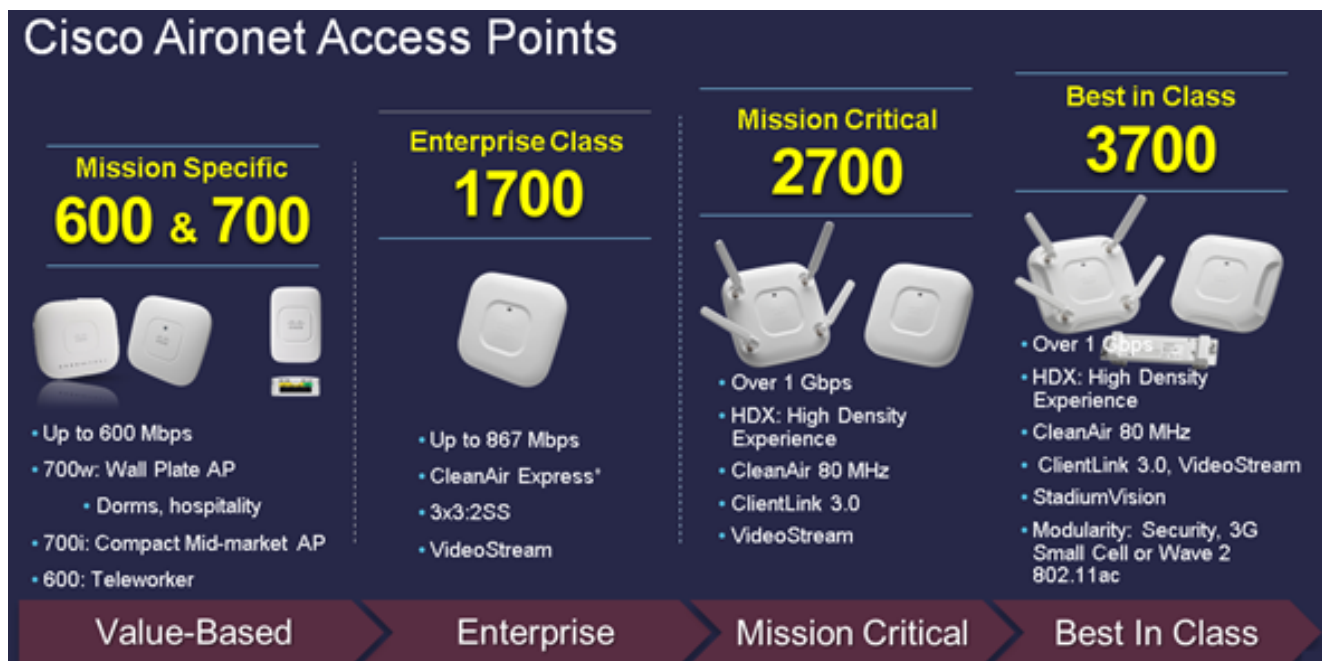 Cisco Aironet Access Points
Mission Specific
600 & 700
• Up to 600 Mbps
• 700w: Wall Plate AP
• Dorms, hospitality
• 700i: Compact Mid-market AP
• 600: Teleworker
Enterprise Class
1700
• Up to 867 Mbps
• CleanAir Express*
• 3x3:2SS
• VideoStream
Mission Critical
2700
• Over 1 Gbps
• HDX: High Density
Experience
• CleanAir 80 MHz
• ClientLink 3.0
• VideoStream
Best in Class
3700
• Over 1 Gbps
• HDX: High Density
Experience
• CleanAir 80 MHz
• ClientLink 3.0, VideoStream
• StadiumVision
• Modularity: Security, 3G
Small Cell or Wave 2
802.11ac
Value-Based
Enterprise
Mission Critical
Best In Class